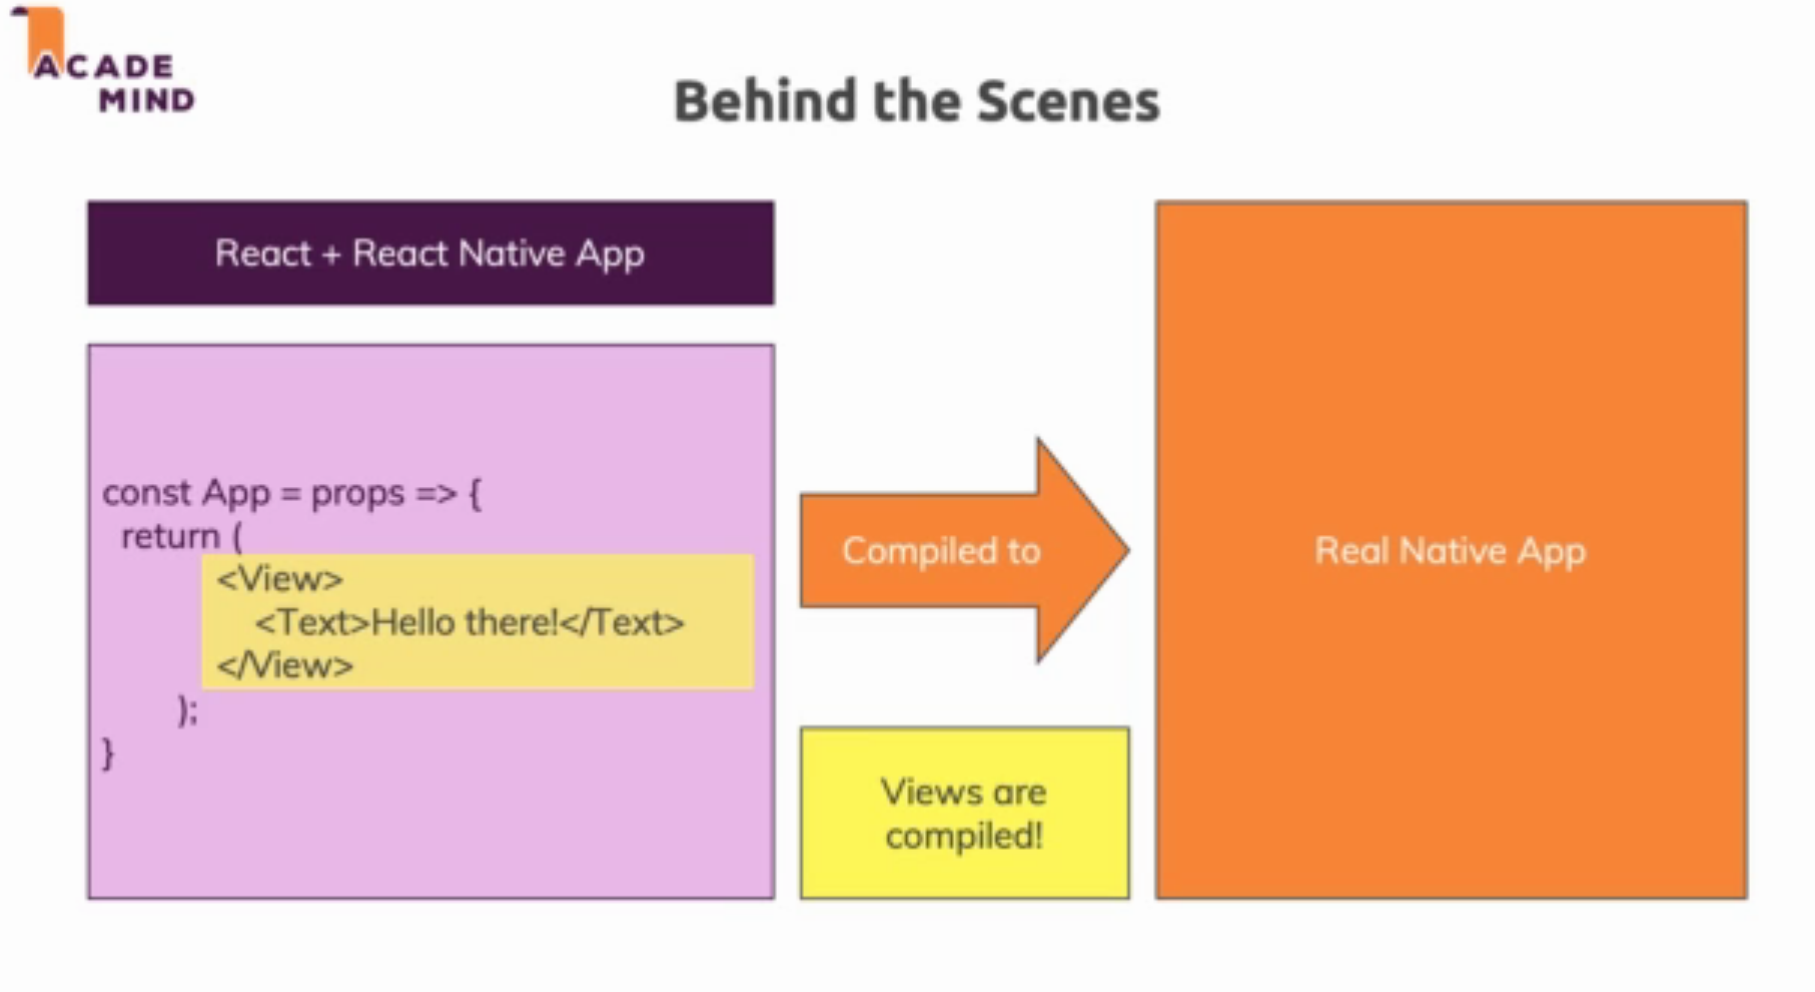 ACADE
MIND
Behind the Scenes
React + React Native App
const App = props => {
return (
<View>
<Text>Hello there!</Text>
</View>
);
}
Compiled to
Views are
compiled!
Real Native App